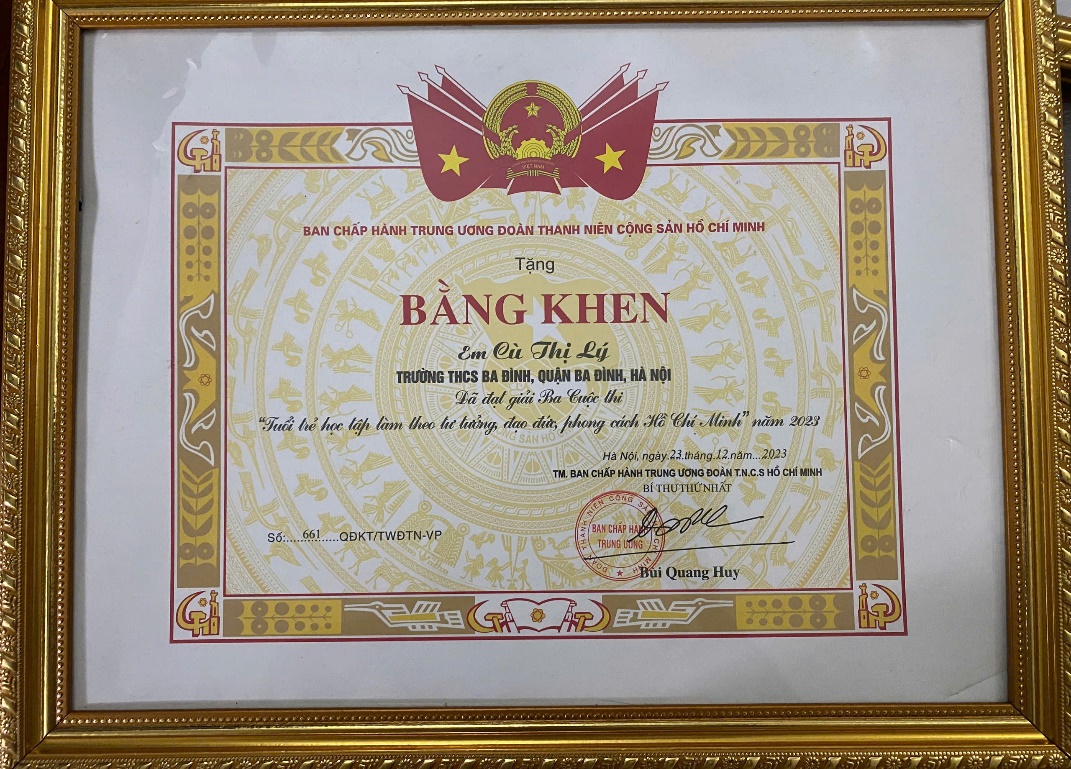 VIỆT NAM
BAN CHẤP HÀNH TRUNG ƯƠNG ĐOÀN THANH NIÊN CỘNG SẢN HỒ CHÍ MINH
Tặng
BẰNG KHEN
Em Cù Thị Lý
TRƯỜNG THCS BA ĐÌNH, QUẬN BA ĐÌNH, HÀ NỘI
Đã đạt giải Ba Cuộc thi
“Tuổi trẻ học tập làm theo tư tưởng, đạo đức, phong cách Hồ Chí Minh” năm 2023
Hà Nội, ngày 23 tháng 12 năm 2023
TM. BAN CHẤP HÀNH TRUNG ƯƠNG ĐOÀN T.N.C.S HỒ CHÍ MINH
BÍ THƯ THỨ NHẤT
BAN CHẤP HÀ
TRUNG ƯƠNG
Số:......661.....QĐKT/TWĐTN-VP
Bùi Quang Huy